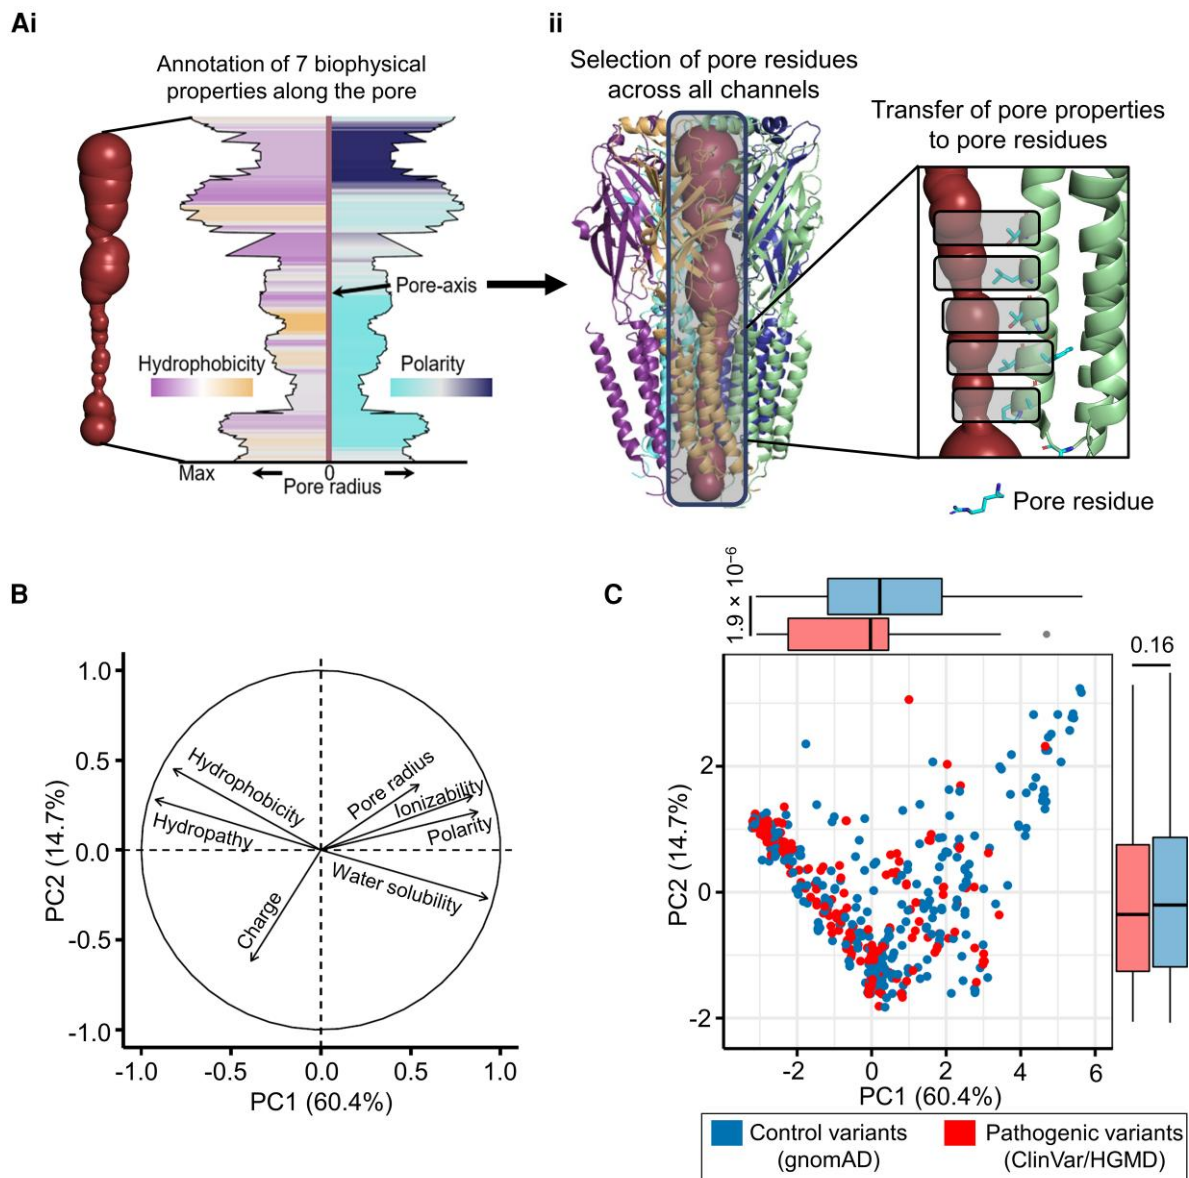 Ai
Annotation of 7 biophysical
properties along the pore
Pore-axis
Hydrophobicity
Polarity
Max
0
Pore radius
ii
Selection of pore residues
across all channels
Transfer of pore properties
to pore residues
Pore residue
B
1.0
0.5
0.0
-0.5
-1.0
PC2 (14.7%)
Hydrophobicity
Hydropathy
Pore radius
Ionizability
Polarity
Water solubility
Charge
-1.0
-0.5
0.0
0.5
1.0
PC1 (60.4%)
C
1.9 × 10⁻⁶
0.16
2
0
-2
PC2 (14.7%)
-2
0
2
4
6
PC1 (60.4%)
Control variants
(gnomAD)
Pathogenic variants
(ClinVar/HGMD)